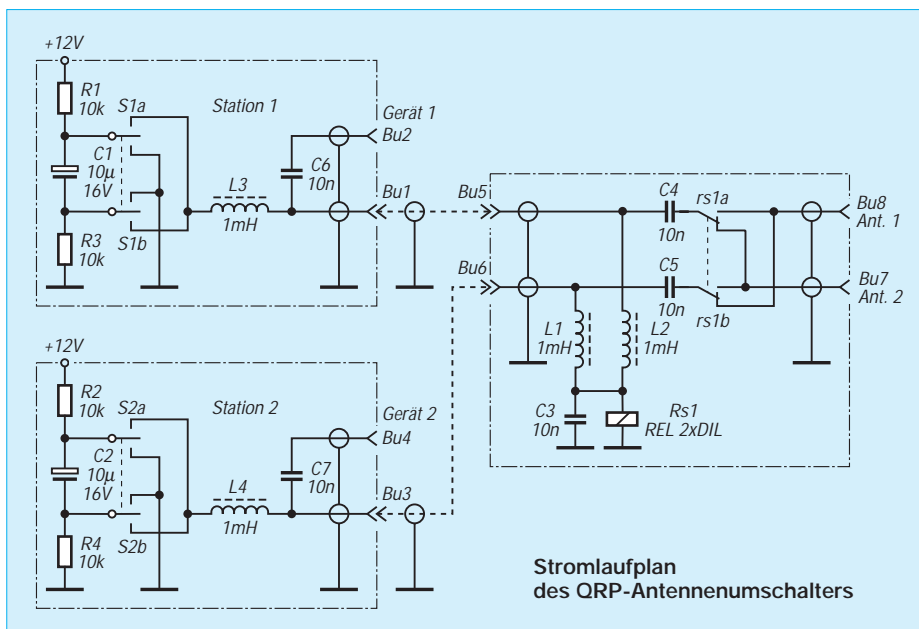 +12V
R1
10k
S1a
Station 1
Gerät 1
Bu2
C1
10µ
16V
C6
10n
L3
1mH
Bu1
R3
10k
S1b
Bu5
C4
10n
rs1a
Bu8
Ant. 1
Bu6
C5
10n
rs1b
Bu7
Ant. 2
L1
1mH
L2
1mH
C3
10n
Rs1
REL 2xDIL
+12V
R2
10k
S2a
Station 2
Gerät 2
Bu4
C2
10µ
16V
C7
10n
L4
1mH
Bu3
R4
10k
S2b
Stromlaufplan
des QRP-Antennenumschalters